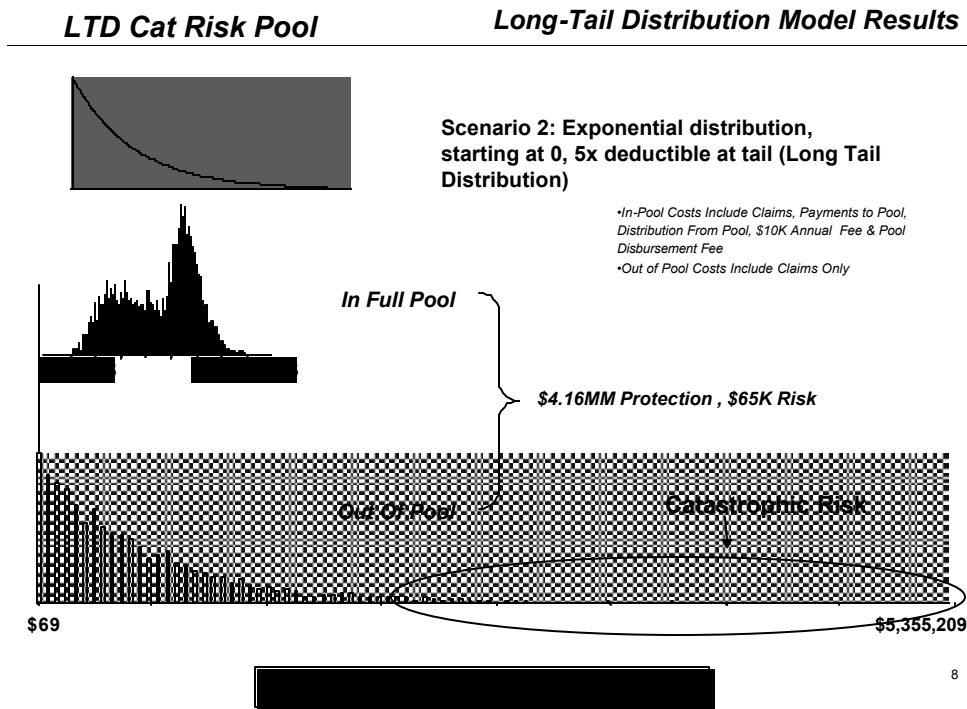 LTD Cat Risk Pool
Long-Tail Distribution Model Results
Scenario 2: Exponential distribution,
starting at 0, 5x deductible at tail (Long Tail
Distribution)
•In-Pool Costs Include Claims, Payments to Pool,
Distribution From Pool, $10K Annual Fee & Pool
Disbursement Fee
•Out of Pool Costs Include Claims Only
In Full Pool
$4.16MM Protection , $65K Risk
Out Of Pool
Catastrophic Risk
$69
$5,355,209
8